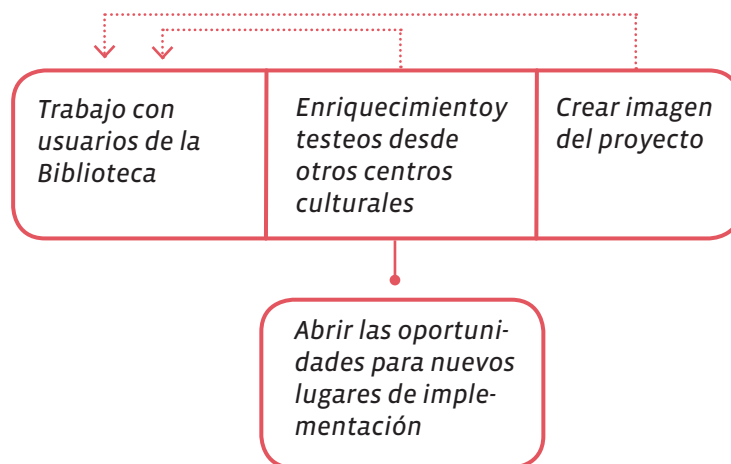 Trabajo con
usuarios de la
Biblioteca
Enriquecimientoy
testeos desde
otros centros
culturales
Crear imagen
del proyecto
Abrir las oportuni-
dades para nuevos
lugares de imple-
mentación